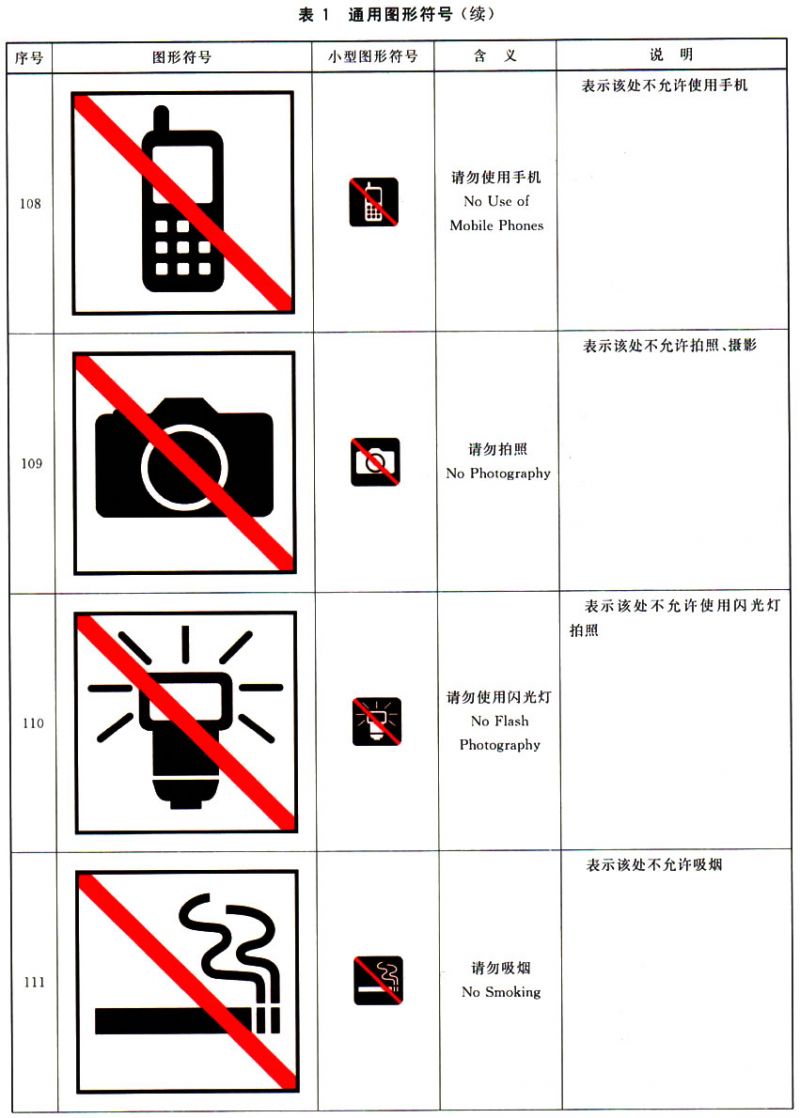 表 1 通用图形符号(续)
序号 图形符号 小型图形符号 含 义 说 明
108
请勿使用手机
No Use of
Mobile Phones
表示该处不允许使用手机
109
请勿拍照
No Photography
表示该处不允许拍照、摄影
110
请勿使用闪光灯
No Flash
Photography
表示该处不允许使用闪光灯
拍照
111
请勿吸烟
No Smoking
表示该处不允许吸烟